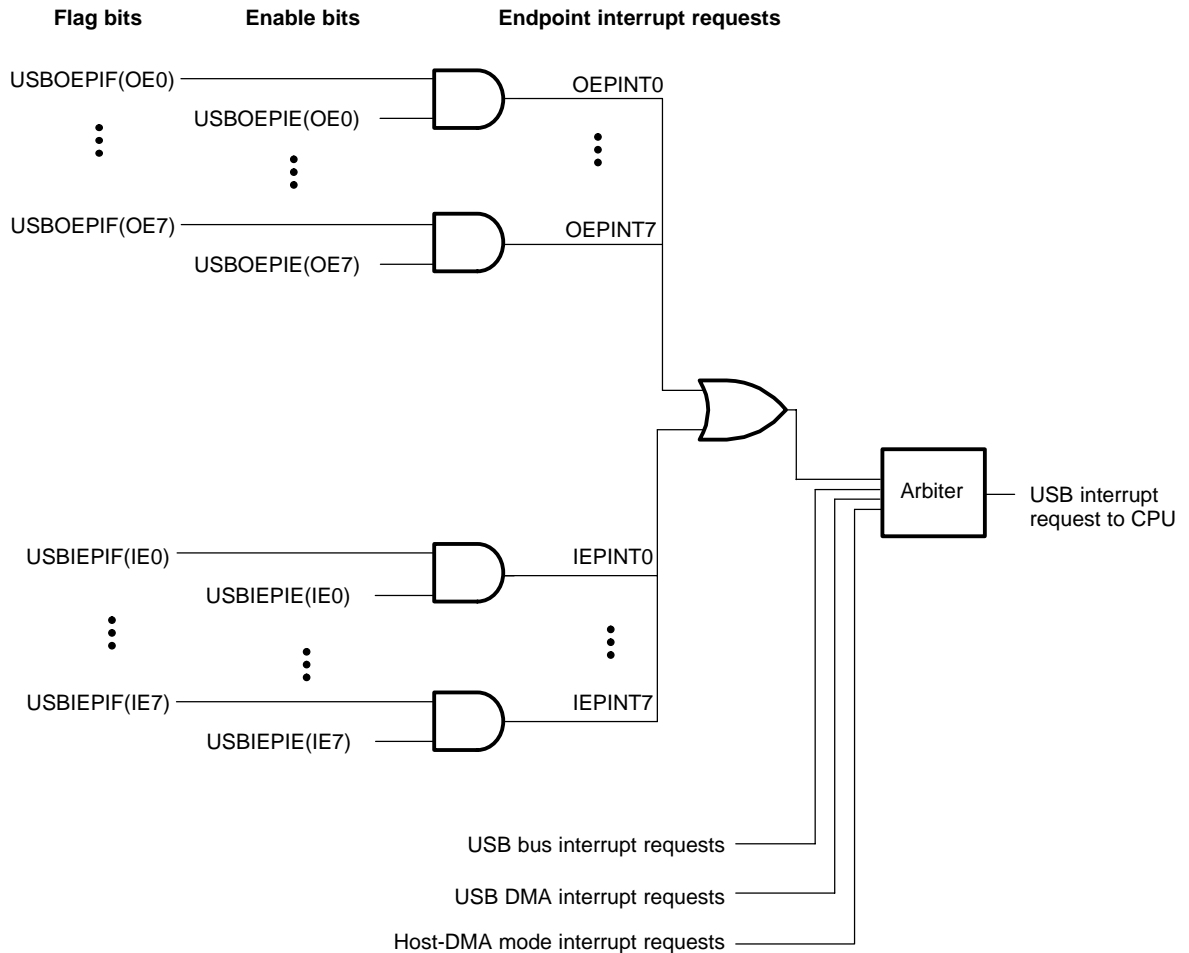 Flag bits
Enable bits
Endpoint interrupt requests
USBOEPIF(OE0)
OEPINT0
USBOEPIE(OE0)
USBOEPIF(OE7)
OEPINT7
USBOEPIE(OE7)
Arbiter
USB interrupt
request to CPU
USBIEPIF(IE0)
IEPINT0
USBIEPIE(IE0)
USBIEPIF(IE7)
IEPINT7
USBIEPIE(IE7)
USB bus interrupt requests
USB DMA interrupt requests
Host-DMA mode interrupt requests